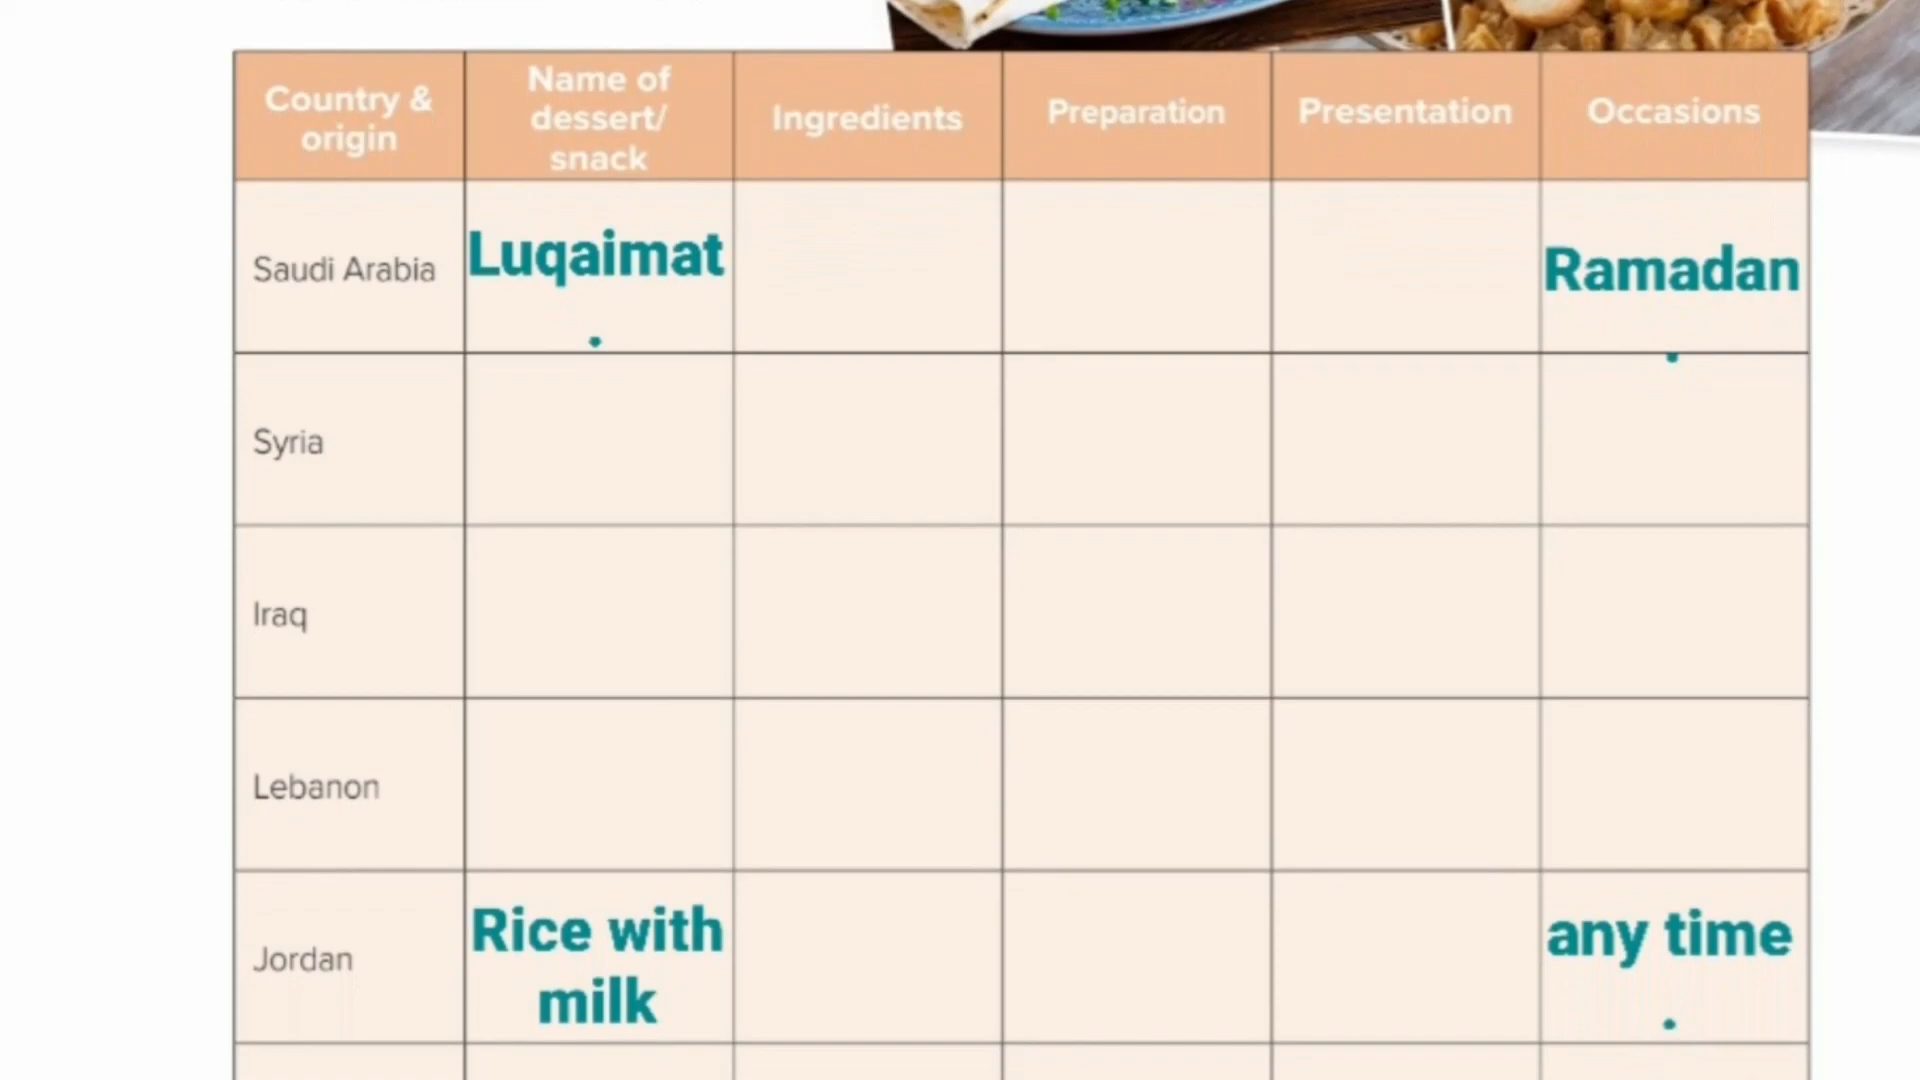 Country &
origin
Name of
dessert/
snack
Ingredients
Preparation
Presentation
Occasions
Saudi Arabia
Luqaimat
.
Ramadan
.
Syria
Iraq
Lebanon
Jordan
Rice with
milk
any time
.